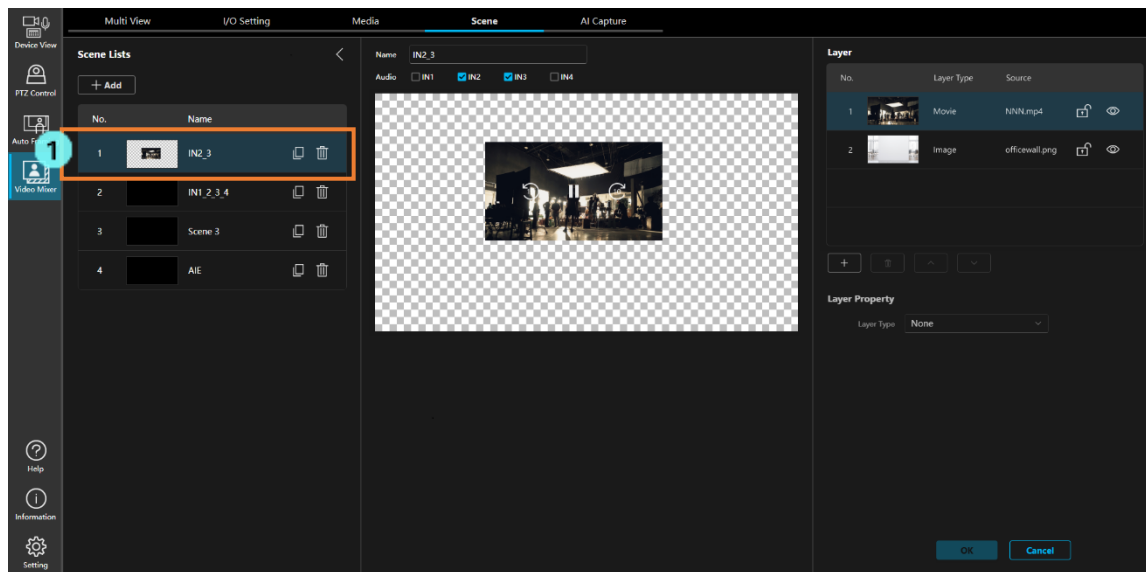 Multi View
I/O Setting
Media
Scene
AI Capture
Device View
PTZ Control
Auto F
1
Video Mixer
Help
Information
Setting
Scene Lists
+ Add
No. Name
1 IN2_3
2 IN1_2_3_4
3 Scene 3
4 AIE
Name IN2_3
Audio IN1 IN2 IN3 IN4
Layer
No. Layer Type Source
1 Movie NNN.mp4
2 Image officewall.png
Layer Property
Layer Type None
OK Cancel